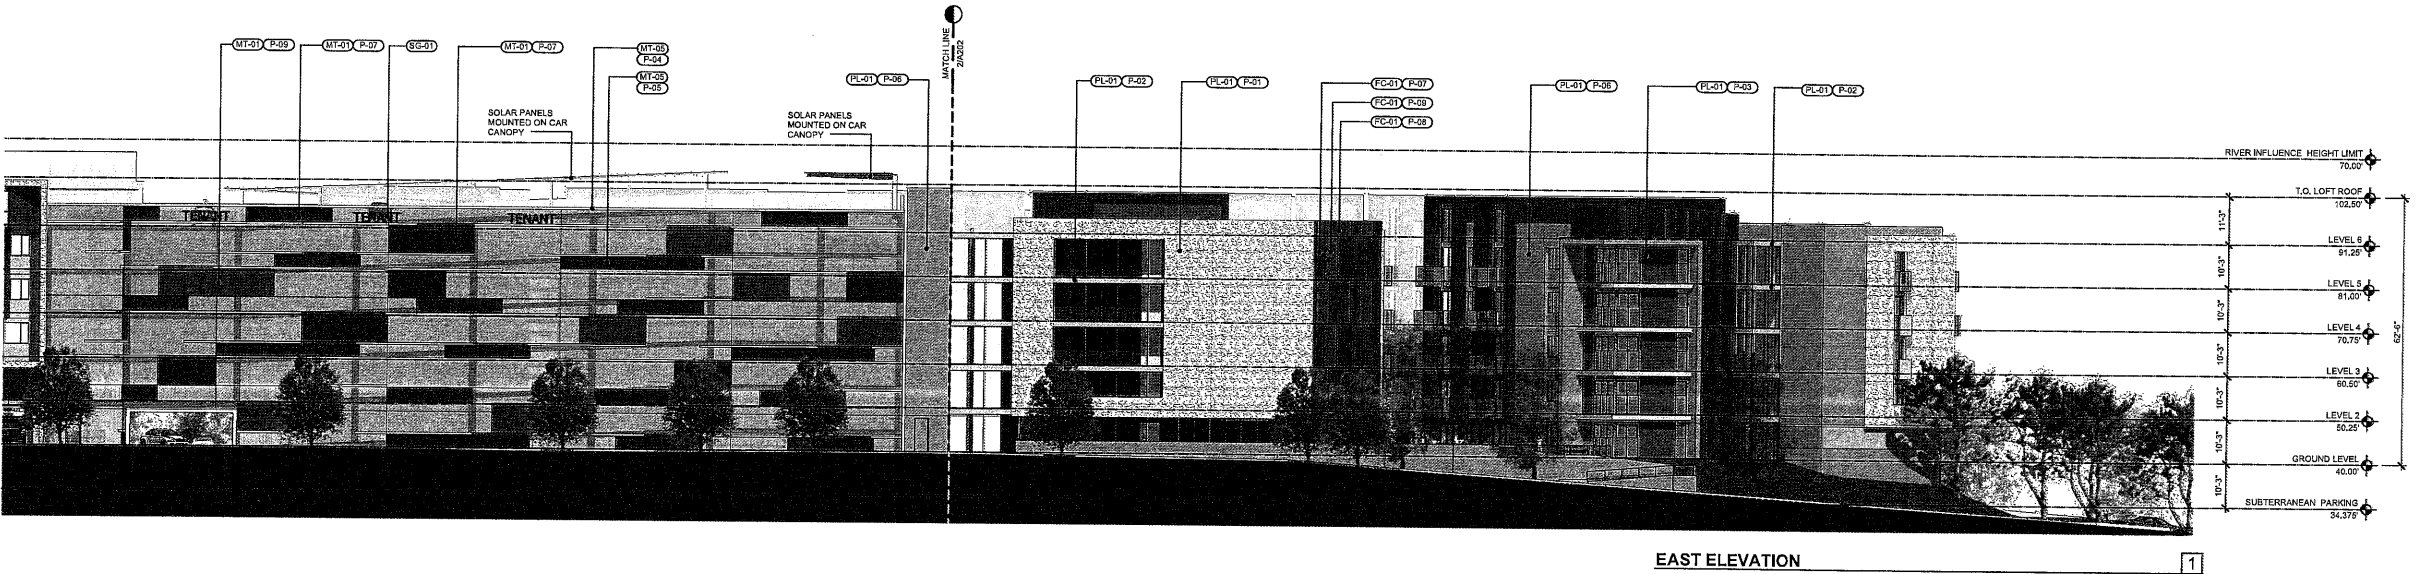 MT-01 P-09
MT-01 P-07
SG-01
MT-01 P-07
MT-05
P-04
MT-05
P-05
SOLAR PANELS
MOUNTED ON CAR
CANOPY
SOLAR PANELS
MOUNTED ON CAR
CANOPY
PL-01 P-06
MATCH LINE
2/A202
PL-01 P-02
PL-01 P-01
FC-01 P-07
FC-01 P-09
FC-01 P-08
PL-01 P-06
PL-01 P-03
PL-01 P-02
TENANT
TENANT
TENANT
RIVER INFLUENCE HEIGHT LIMIT
70.00'
T.O. LOFT ROOF
102.50'
11'-3"
LEVEL 6
91.25'
10'-3"
LEVEL 5
81.00'
10'-3"
LEVEL 4
70.75'
10'-3"
LEVEL 3
60.50'
10'-3"
LEVEL 2
50.25'
10'-3"
GROUND LEVEL
40.00'
10'-3"
SUBTERRANEAN PARKING
34.375'
62'-6"
EAST ELEVATION
1